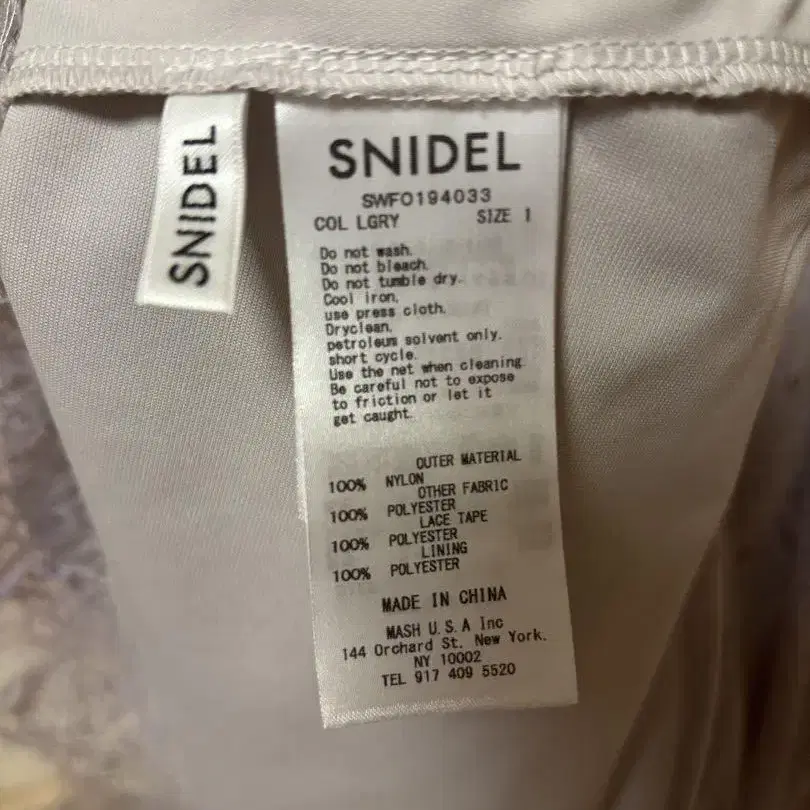 SNIDEL
SNIDEL
SWFO194033
COL LGRY SIZE 1
Do not wash.
Do not bleach.
Do not tumble dry.
Cool iron,
use press cloth.
Dryclean,
petroleum solvent only.
short cycle.
Use the net when cleaning.
Be careful not to expose
to friction or let it
get caught.
OUTER MATERIAL
100% NYLON
OTHER FABRIC
100% POLYESTER
LACE TAPE
100% POLYESTER
LINING
100% POLYESTER
MADE IN CHINA
MASH U.S.A Inc
144 Orchard St. New York.
NY 10002
TEL 917 409 5520